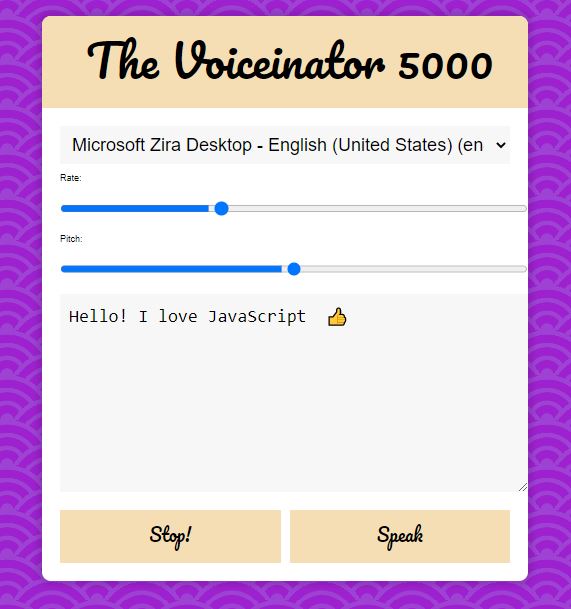 The Voiceinator 5000
Microsoft Zira Desktop - English (United States) (en
Rate:
Pitch:
Hello! I love JavaScript 👍
Stop!
Speak